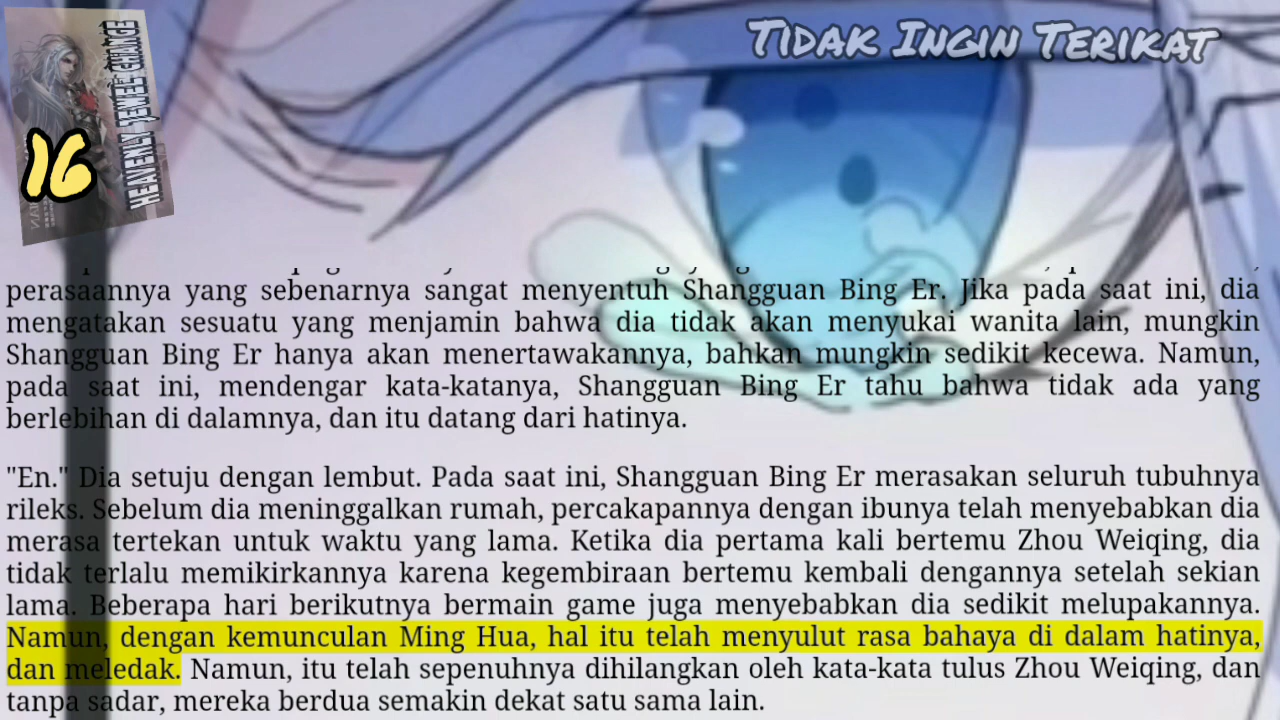 TIDAK INGIN TERIKAT
HEAVENLY JEWEL CHANGE
16
perasaannya yang sebenarnya sangat menyentuh Shangguan Bing Er. Jika pada saat ini, dia
mengatakan sesuatu yang menjamin bahwa dia tidak akan menyukai wanita lain, mungkin
Shangguan Bing Er hanya akan menertawakannya, bahkan mungkin sedikit kecewa. Namun,
pada saat ini, mendengar kata-katanya, Shangguan Bing Er tahu bahwa tidak ada yang
berlebihan di dalamnya, dan itu datang dari hatinya.
"En." Dia setuju dengan lembut. Pada saat ini, Shangguan Bing Er merasakan seluruh tubuhnya
rileks. Sebelum dia meninggalkan rumah, percakapannya dengan ibunya telah menyebabkan dia
merasa tertekan untuk waktu yang lama. Ketika dia pertama kali bertemu Zhou Weiqing, dia
tidak terlalu memikirkannya karena kegembiraan bertemu kembali dengannya setelah sekian
lama. Beberapa hari berikutnya bermain game juga menyebabkan dia sedikit melupakannya.
Namun, dengan kemunculan Ming Hua, hal itu telah menyulut rasa bahaya di dalam hatinya,
dan meledak. Namun, itu telah sepenuhnya dihilangkan oleh kata-kata tulus Zhou Weiqing, dan
tanpa sadar, mereka berdua semakin dekat satu sama lain.